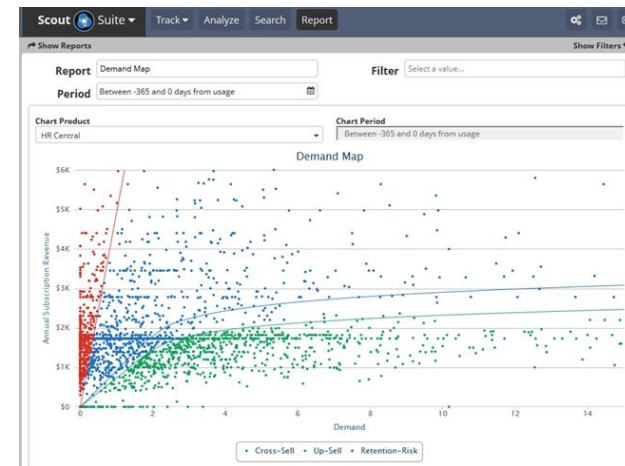 Scout Suite Track Analyze Search Report
Show Reports Show Filters
Report Demand Map Filter Select a value...
Period Between -365 and 0 days from usage
Chart Product Chart Period
HR Central Between -365 and 0 days from usage
Demand Map
$6K
$5K
$4K
$3K
$2K
$1K
$0
Annual Subscription Revenue
0 2 4 6 8 10 12 14
Demand
Cross-Sell Up-Sell Retention-Risk